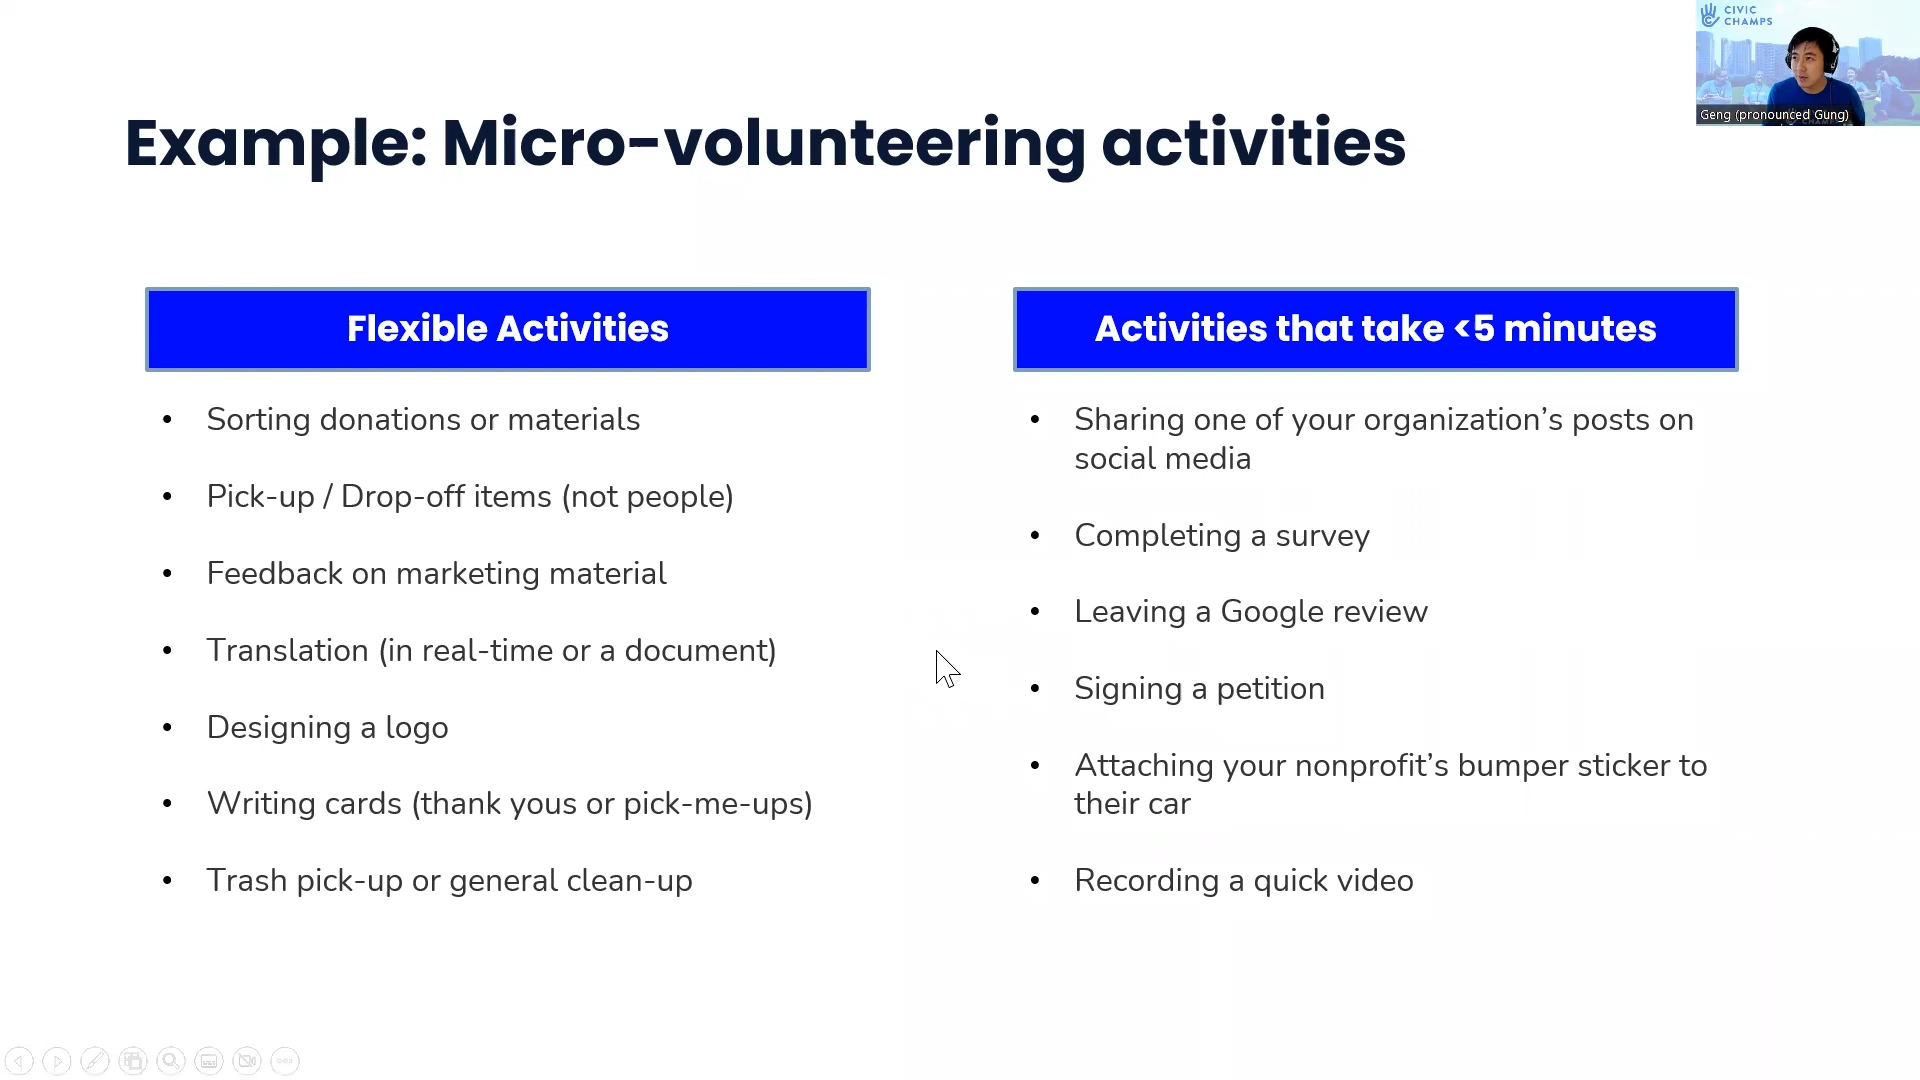 CIVIC
CHAMPS
Geng (pronounced Gung)
Example: Micro-volunteering activities
Flexible Activities
• Sorting donations or materials
• Pick-up / Drop-off items (not people)
• Feedback on marketing material
• Translation (in real-time or a document)
• Designing a logo
• Writing cards (thank yous or pick-me-ups)
• Trash pick-up or general clean-up
Activities that take <5 minutes
• Sharing one of your organization’s posts on
social media
• Completing a survey
• Leaving a Google review
• Signing a petition
• Attaching your nonprofit’s bumper sticker to
their car
• Recording a quick video